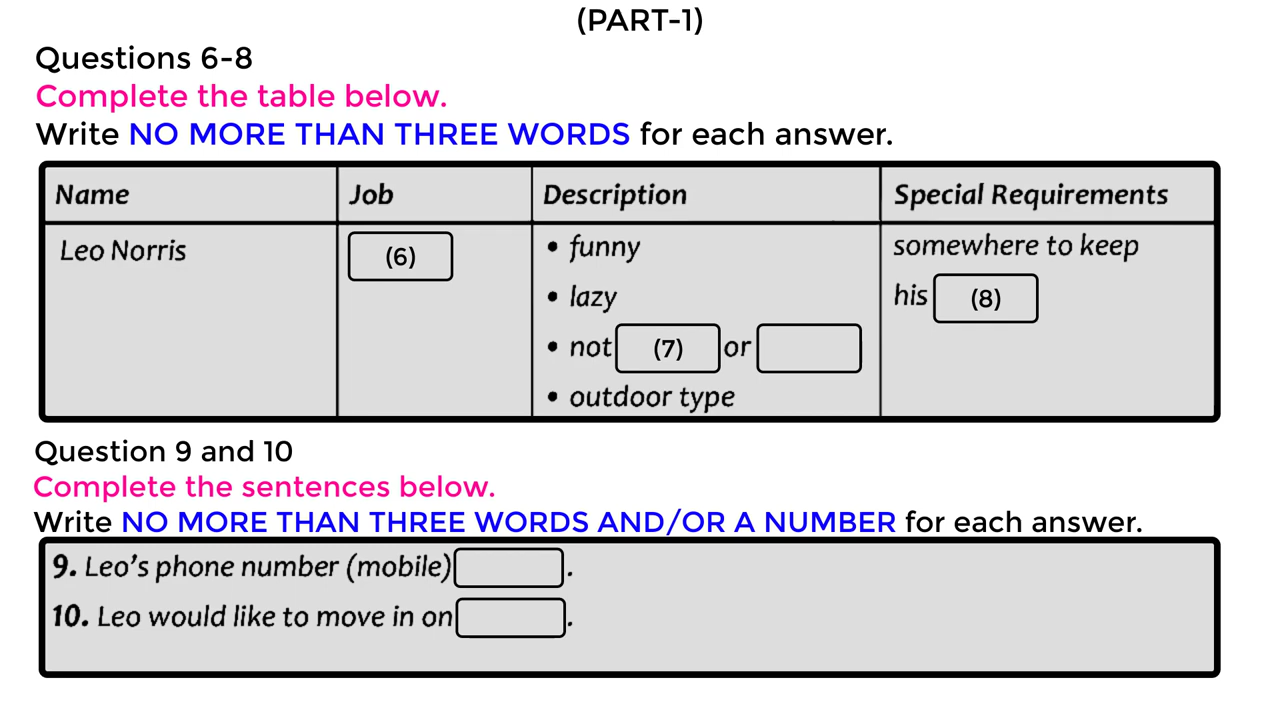 (PART-1)
Questions 6-8
Complete the table below.
Write NO MORE THAN THREE WORDS for each answer.
Name Job Description Special Requirements
Leo Norris (6) • funny somewhere to keep
• lazy his (8)
• not (7) or
• outdoor type
Question 9 and 10
Complete the sentences below.
Write NO MORE THAN THREE WORDS AND/OR A NUMBER for each answer.
9. Leo's phone number (mobile) .
10. Leo would like to move in on .